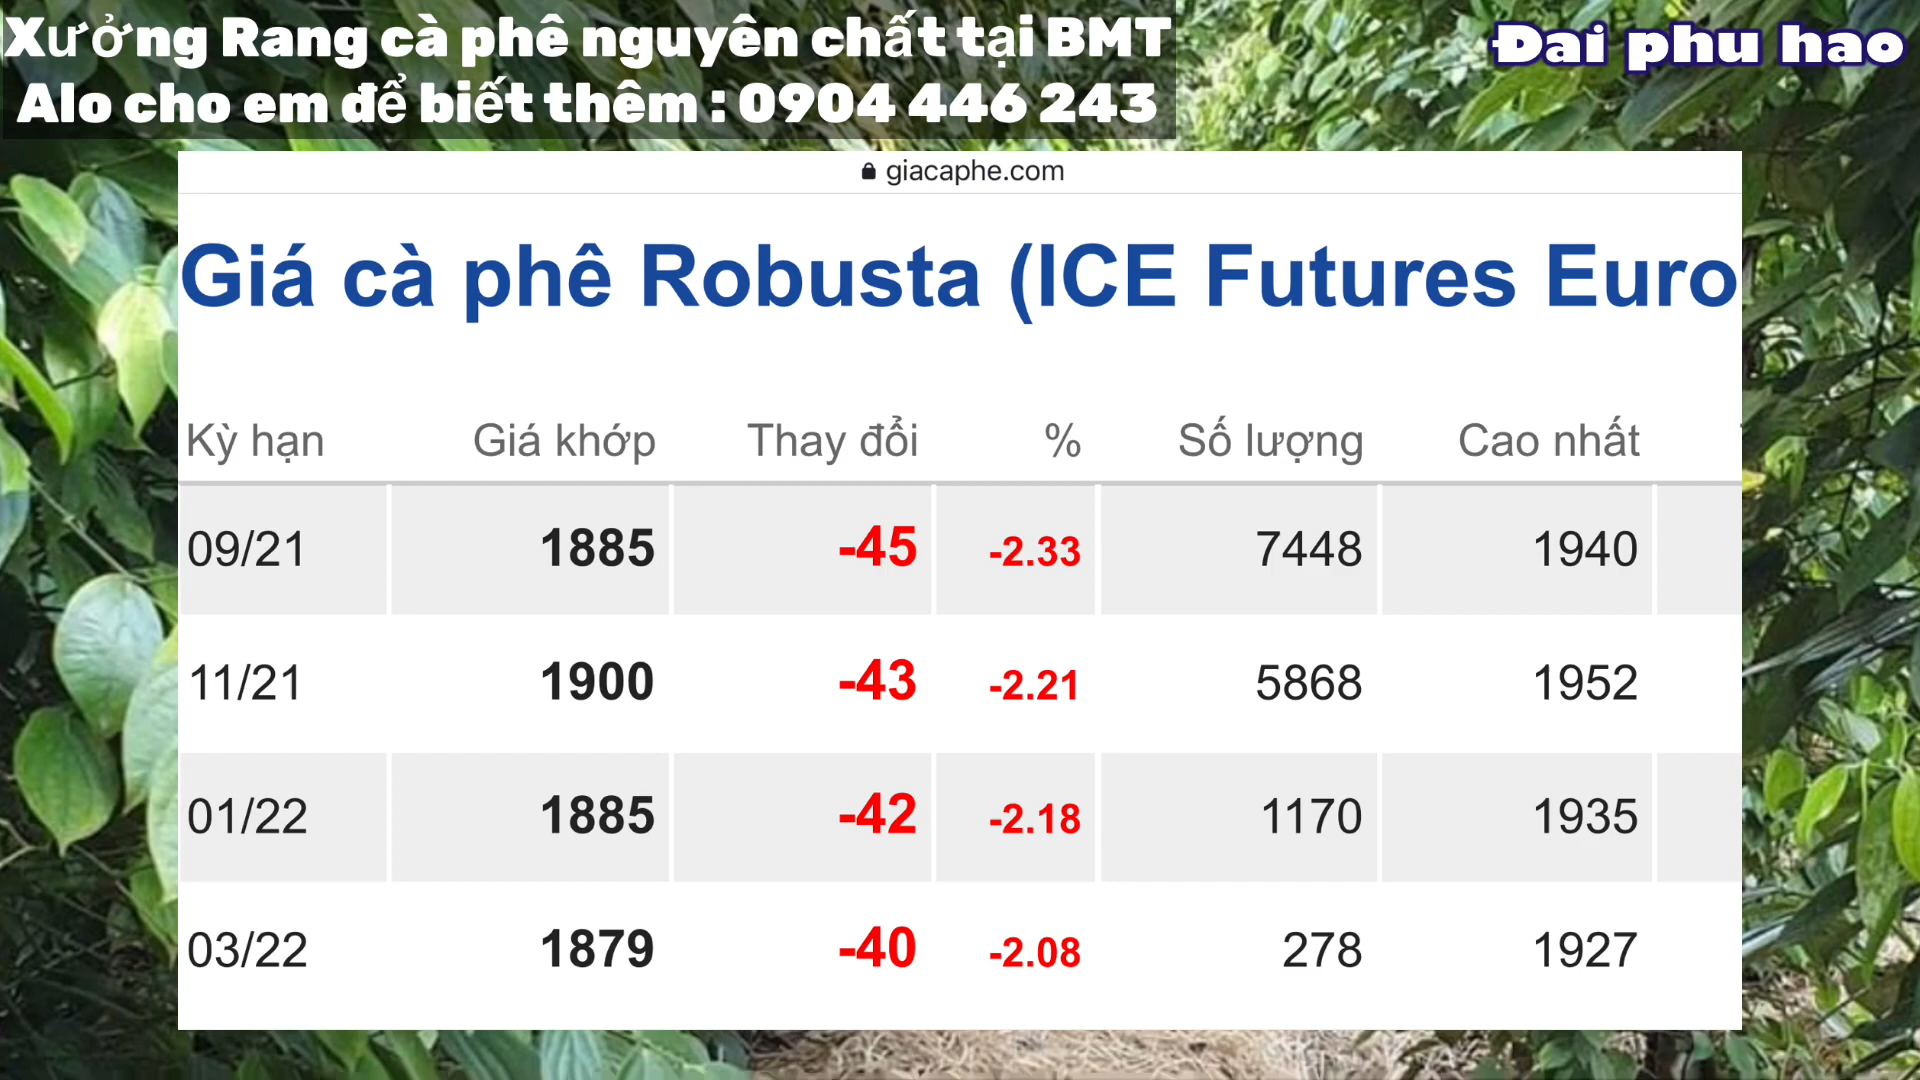 Xưởng Rang cà phê nguyên chất tại BMT
Alo cho em để biết thêm : 0904 446 243
Đai phu hao
giacaphe.com
Giá cà phê Robusta (ICE Futures Euro
Kỳ hạn Giá khớp Thay đổi % Số lượng Cao nhất
09/21 1885 -45 -2.33 7448 1940
11/21 1900 -43 -2.21 5868 1952
01/22 1885 -42 -2.18 1170 1935
03/22 1879 -40 -2.08 278 1927